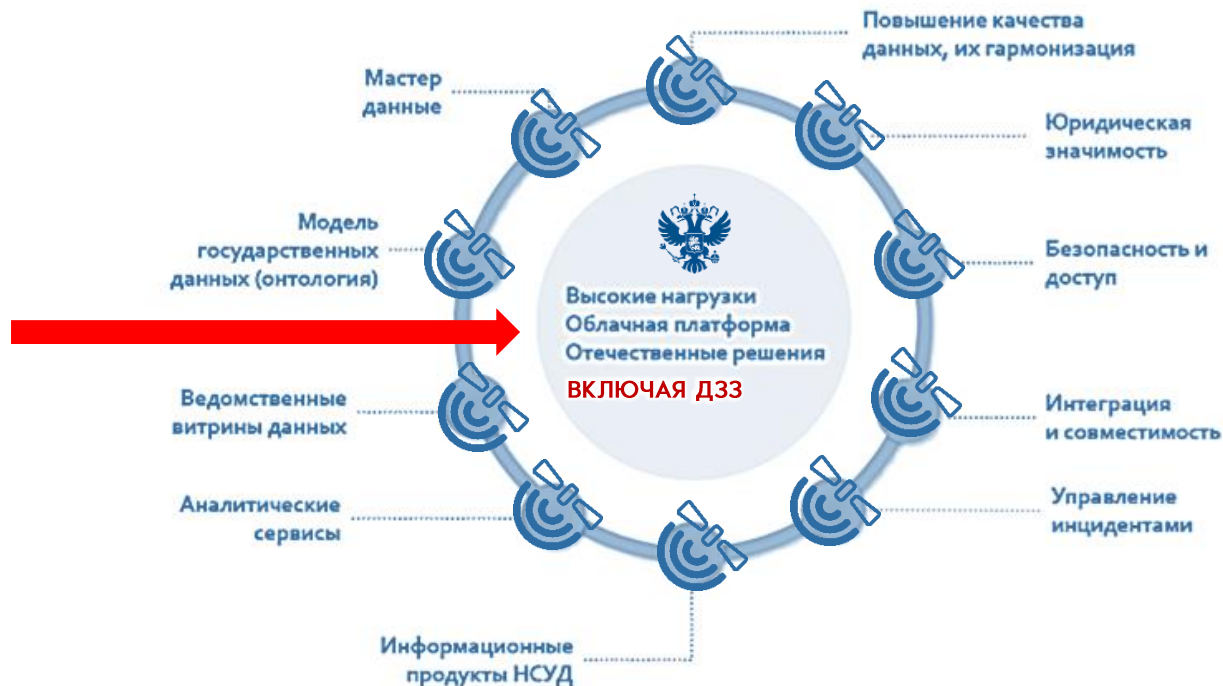 Повышение качества
данных, их гармонизация
Мастер
данные
Юридическая
значимость
Модель
государственных
данных (онтология)
Безопасность и
доступ
Высокие нагрузки
Облачная платформа
Отечественные решения
ВКЛЮЧАЯ ДЗЗ
Ведомственные
витрины данных
Интеграция
и совместимость
Аналитические
сервисы
Управление
инцидентами
Информационные
продукты НСУД